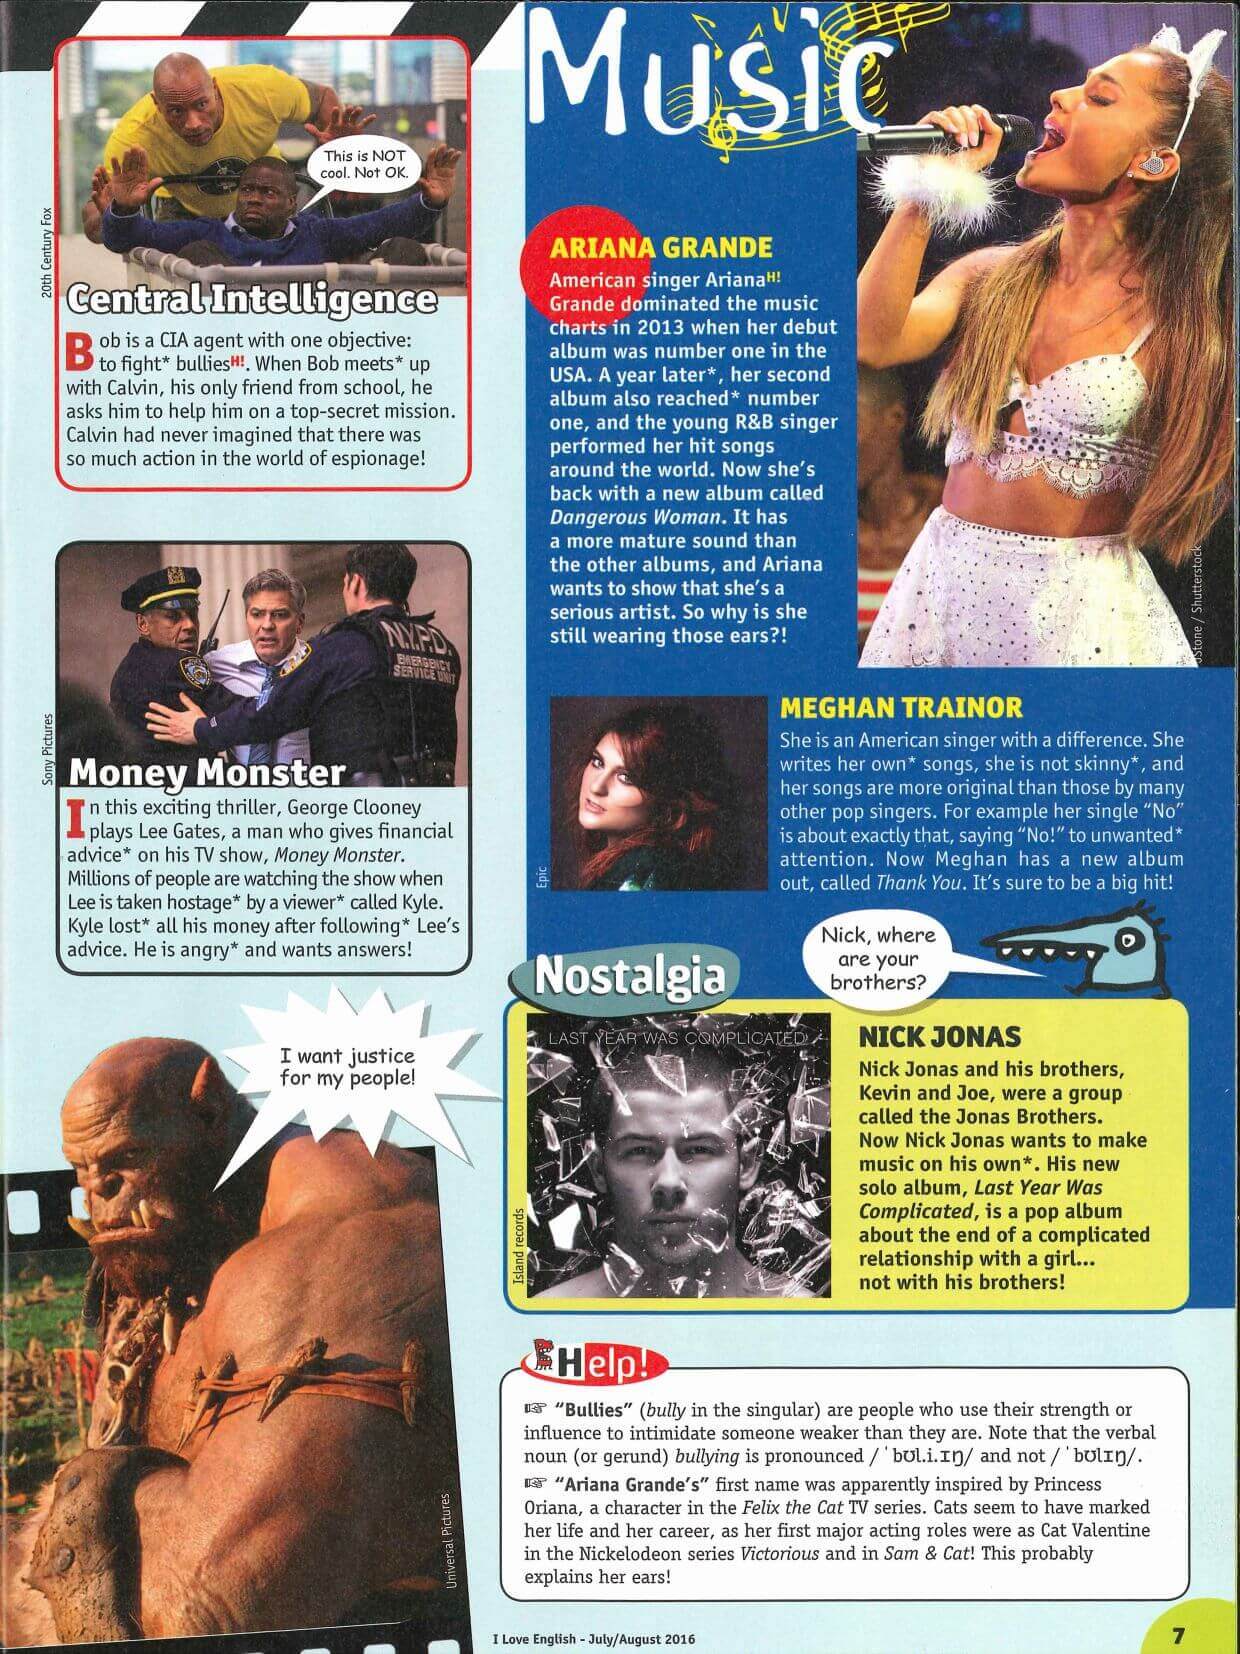 This is NOT
cool. Not OK.
20th Century Fox
Central Intelligence
Bob is a CIA agent with one objective:
to fight* bulliesH!. When Bob meets* up
with Calvin, his only friend from school, he
asks him to help him on a top-secret mission.
Calvin had never imagined that there was
so much action in the world of espionage!
N.Y.P.D.
EMERGENCY
SERVICE UNIT
Sony Pictures
Money Monster
In this exciting thriller, George Clooney
plays Lee Gates, a man who gives financial
advice* on his TV show, Money Monster.
Millions of people are watching the show when
Lee is taken hostage* by a viewer* called Kyle.
Kyle lost* all his money after following* Lee's
advice. He is angry* and wants answers!
I want justice
for my people!
Universal Pictures
Music
ARIANA GRANDE
American singer ArianaH!
Grande dominated the music
charts in 2013 when her debut
album was number one in the
USA. A year later*, her second
album also reached* number
one, and the young R&B singer
performed her hit songs
around the world. Now she's
back with a new album called
Dangerous Woman. It has
a more mature sound than
the other albums, and Ariana
wants to show that she's a
serious artist. So why is she
still wearing those ears?!
/ Shutterstock
MEGHAN TRAINOR
She is an American singer with a difference. She
writes her own* songs, she is not skinny*, and
her songs are more original than those by many
other pop singers. For example her single "No"
is about exactly that, saying "No!" to unwanted*
attention. Now Meghan has a new album
out, called Thank You. It's sure to be a big hit!
Epic
Nick, where
are your
brothers?
Nostalgia
LAST YEAR WAS COMPLICATED
Island records
NICK JONAS
Nick Jonas and his brothers,
Kevin and Joe, were a group
called the Jonas Brothers.
Now Nick Jonas wants to make
music on his own*. His new
solo album, Last Year Was
Complicated, is a pop album
about the end of a complicated
relationship with a girl...
not with his brothers!
Help!
☞ "Bullies" (bully in the singular) are people who use their strength or
influence to intimidate someone weaker than they are. Note that the verbal
noun (or gerund) bullying is pronounced /ˈbʊl.i.ɪŋ/ and not /ˈbʊlɪŋ/.
☞ "Ariana Grande's" first name was apparently inspired by Princess
Oriana, a character in the Felix the Cat TV series. Cats seem to have marked
her life and her career, as her first major acting roles were as Cat Valentine
in the Nickelodeon series Victorious and in Sam & Cat! This probably
explains her ears!
I Love English - July/August 2016
7